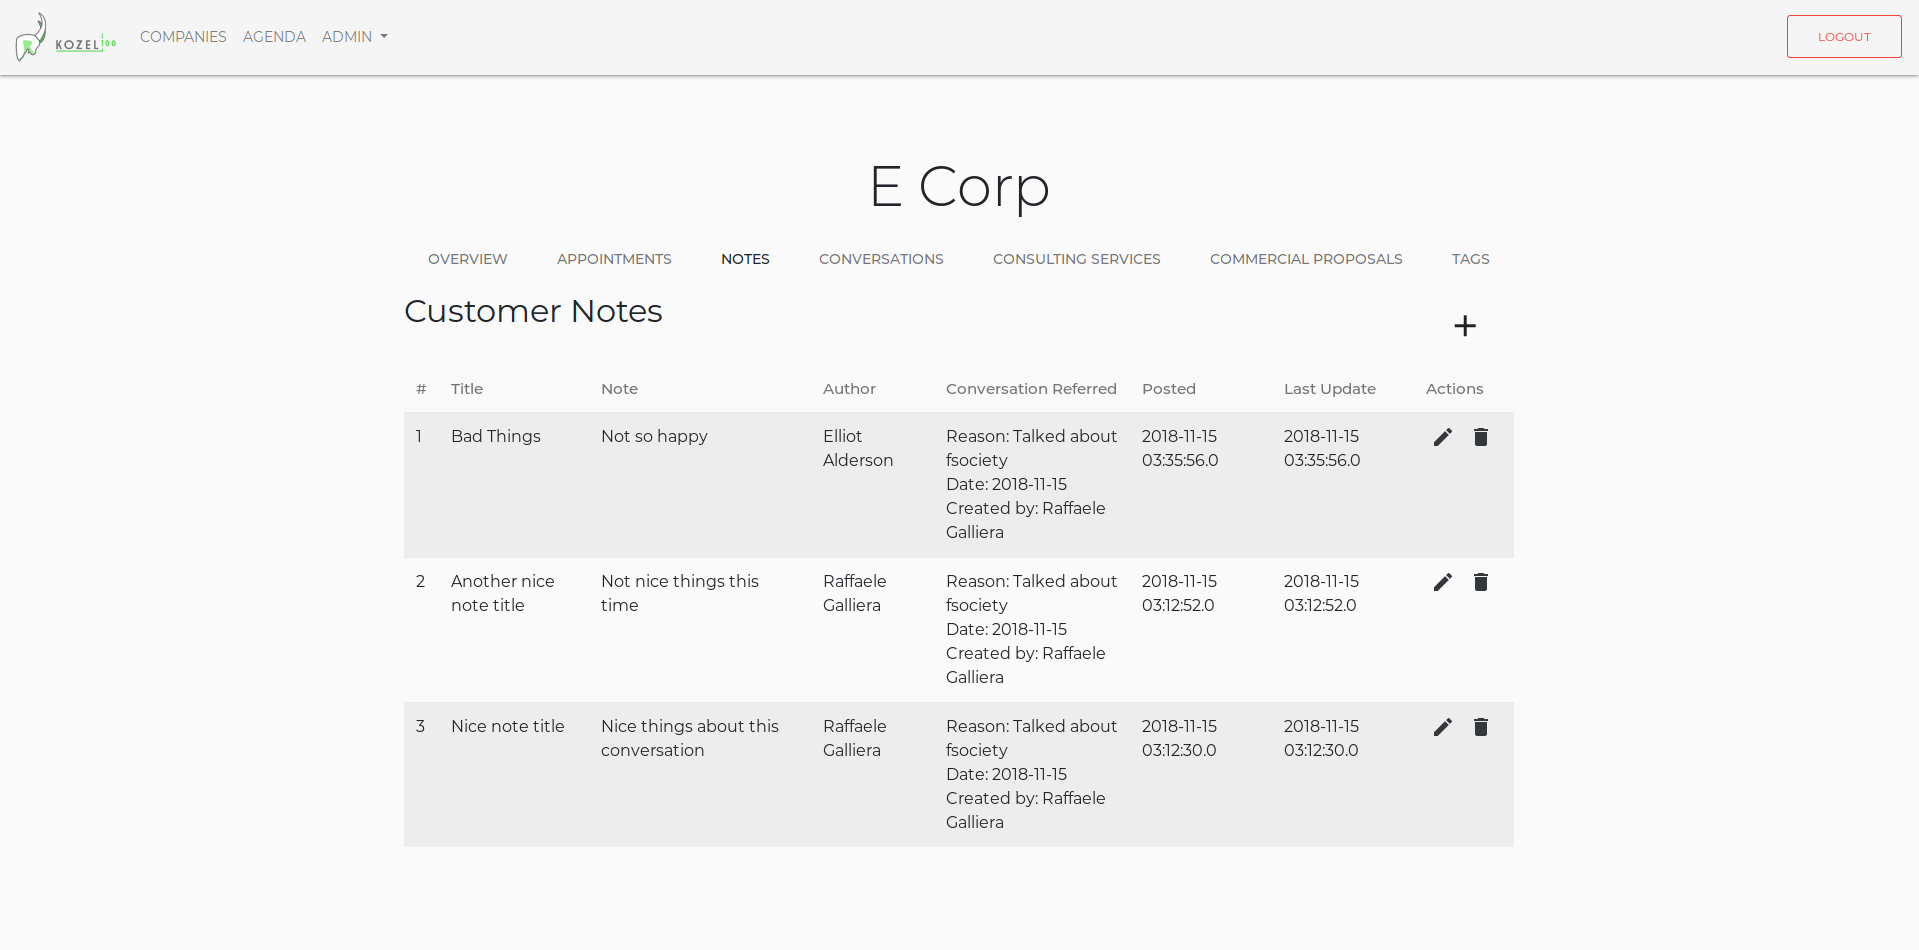 KOZEL100 COMPANIES AGENDA ADMIN LOGOUT
E Corp
OVERVIEW APPOINTMENTS NOTES CONVERSATIONS CONSULTING SERVICES COMMERCIAL PROPOSALS TAGS
Customer Notes
# Title Note Author Conversation Referred Posted Last Update Actions
1 Bad Things Not so happy Elliot Reason: Talked about 2018-11-15 2018-11-15
Alderson fsociety 03:35:56.0 03:35:56.0
Date: 2018-11-15
Created by: Raffaele
Galliera
2 Another nice Not nice things this Raffaele Reason: Talked about 2018-11-15 2018-11-15
note title time Galliera fsociety 03:12:52.0 03:12:52.0
Date: 2018-11-15
Created by: Raffaele
Galliera
3 Nice note title Nice things about this Raffaele Reason: Talked about 2018-11-15 2018-11-15
conversation Galliera fsociety 03:12:30.0 03:12:30.0
Date: 2018-11-15
Created by: Raffaele
Galliera